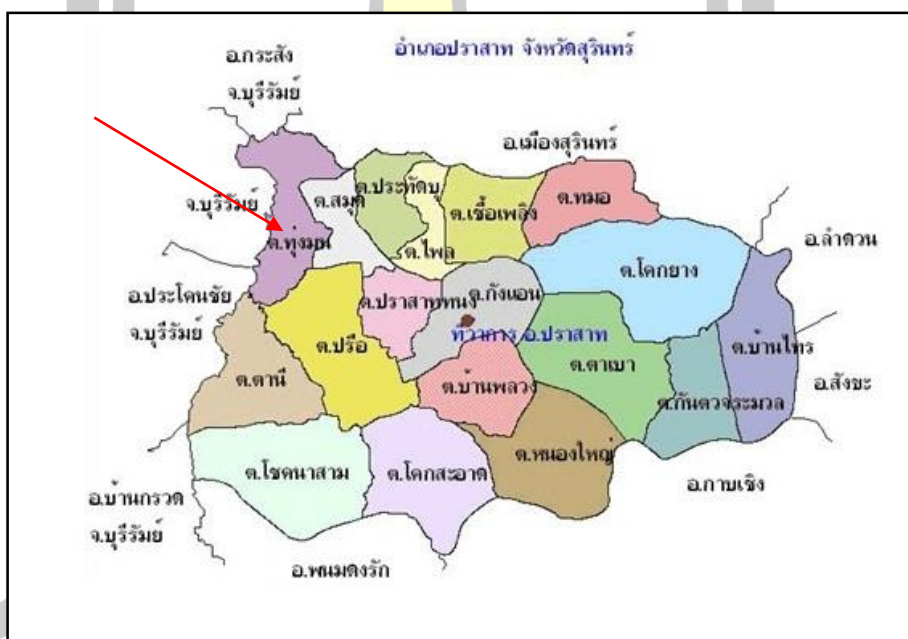 อำเภอปราสาท จังหวัดสุรินทร์
อ.กระสัง
จ.บุรีรัมย์
อ.เมืองสุรินทร์
จ.บุรีรัมย์
ต.สมุด
ต.ประทัดบุ
ต.เชื้อเพลิง
ต.ทมอ
ต.ทุ่งมน
ต.ไพล
ต.โคกยาง
อ.ลำดวน
อ.ประโคนชัย
จ.บุรีรัมย์
ต.ปราสาททนง
ต.กังแอน
ที่ว่าการ อ.ปราสาท
ต.ปรือ
ต.ตาเบา
ต.บ้านไทร
ต.ตานี
ต.บ้านพลวง
ต.กันตวจระมวล
อ.สังขะ
ต.โชคนาสาม
ต.โคกสะอาด
ต.หนองใหญ่
อ.กาบเชิง
อ.บ้านกรวด
จ.บุรีรัมย์
อ.พนมดงรัก